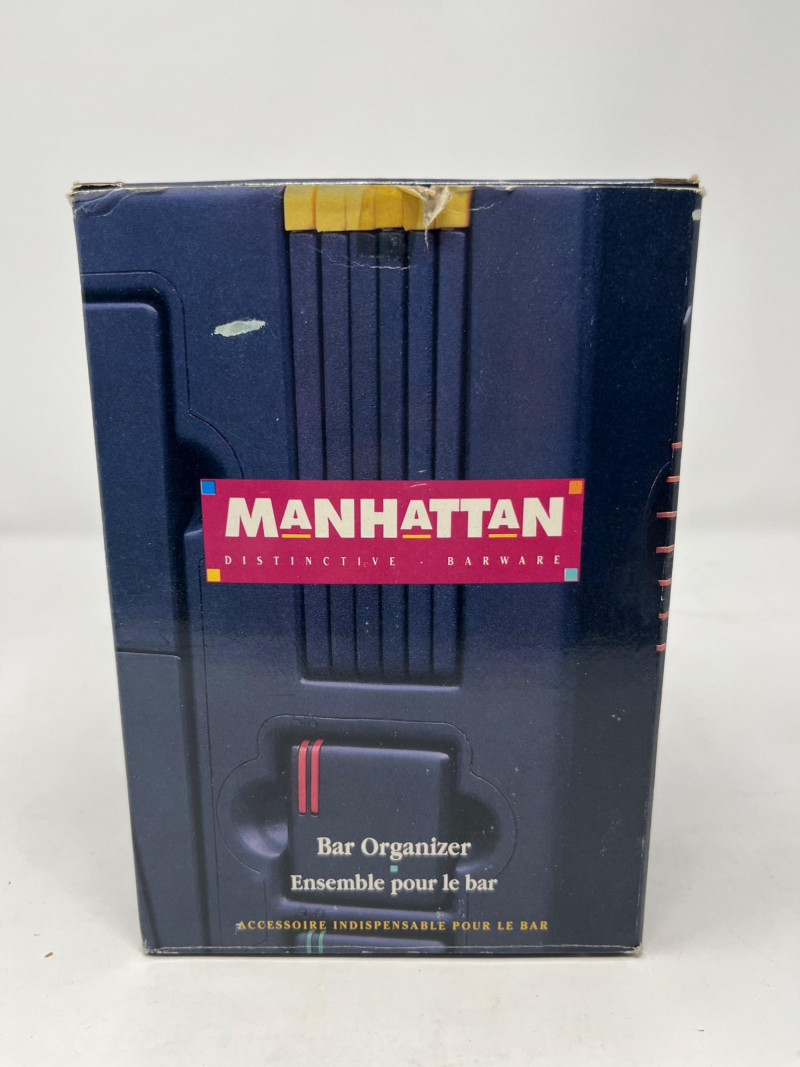 MANHATTAN
DISTINCTIVE · BARWARE
Bar Organizer
Ensemble pour le bar
ACCESSOIRE INDISPENSABLE POUR LE BAR